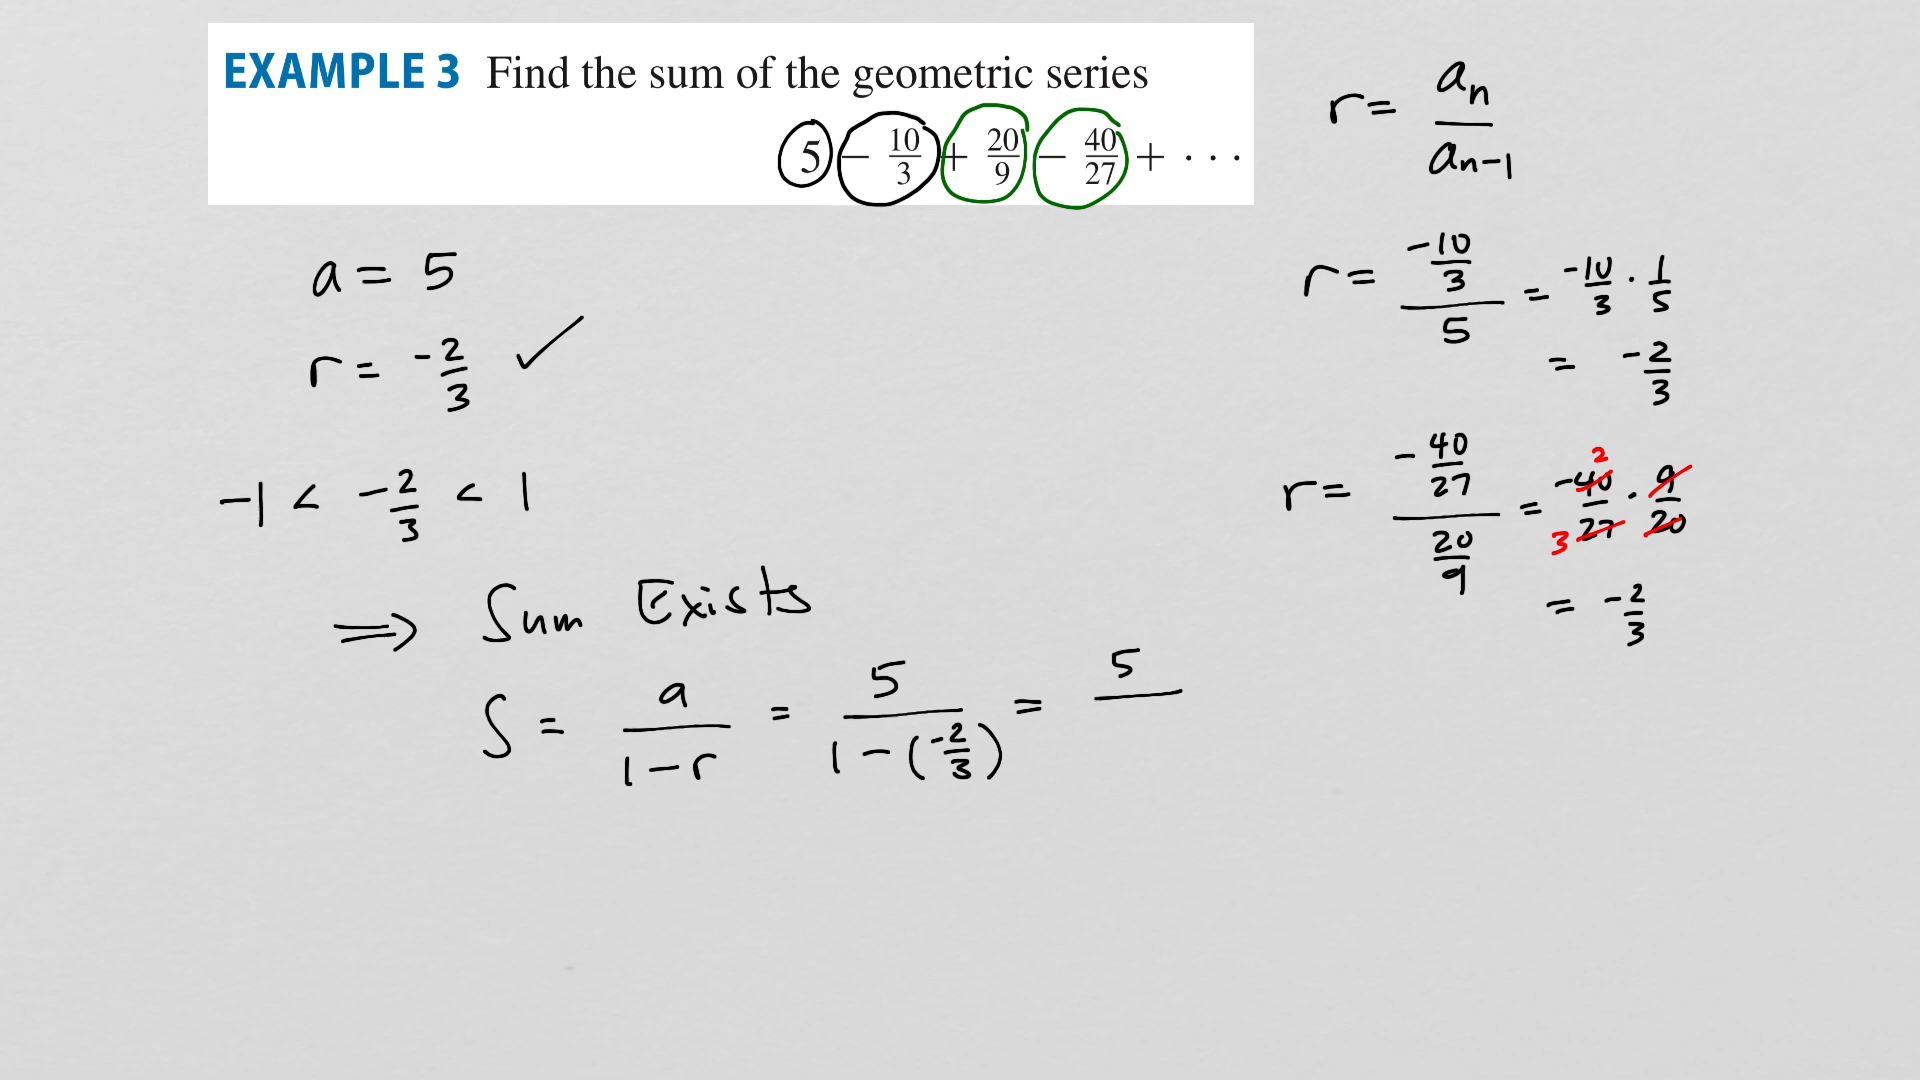 EXAMPLE 3 Find the sum of the geometric series
5 − 10/3 + 20/9 − 40/27 + · · ·
a = 5
r = -2/3 ✓
-1 < -2/3 < 1
⟹ Sum Exists
S = a/(1-r) = 5/(1-(-2/3)) = 5/
r = aₙ/aₙ₋₁
r = (-10/3)/5 = -10/3 · 1/5
= -2/3
r = (-40/27)/(20/9) = -40/27 · 9/20
2
3
= -2/3